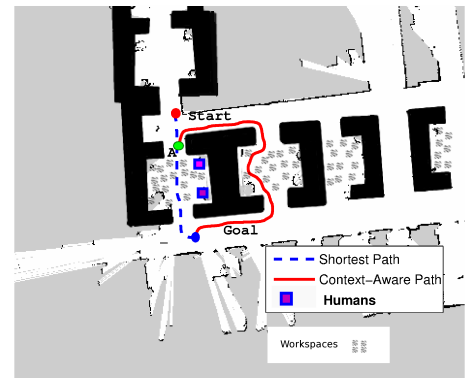 Start
A
Goal
Shortest Path
Context-Aware Path
Humans
Workspaces